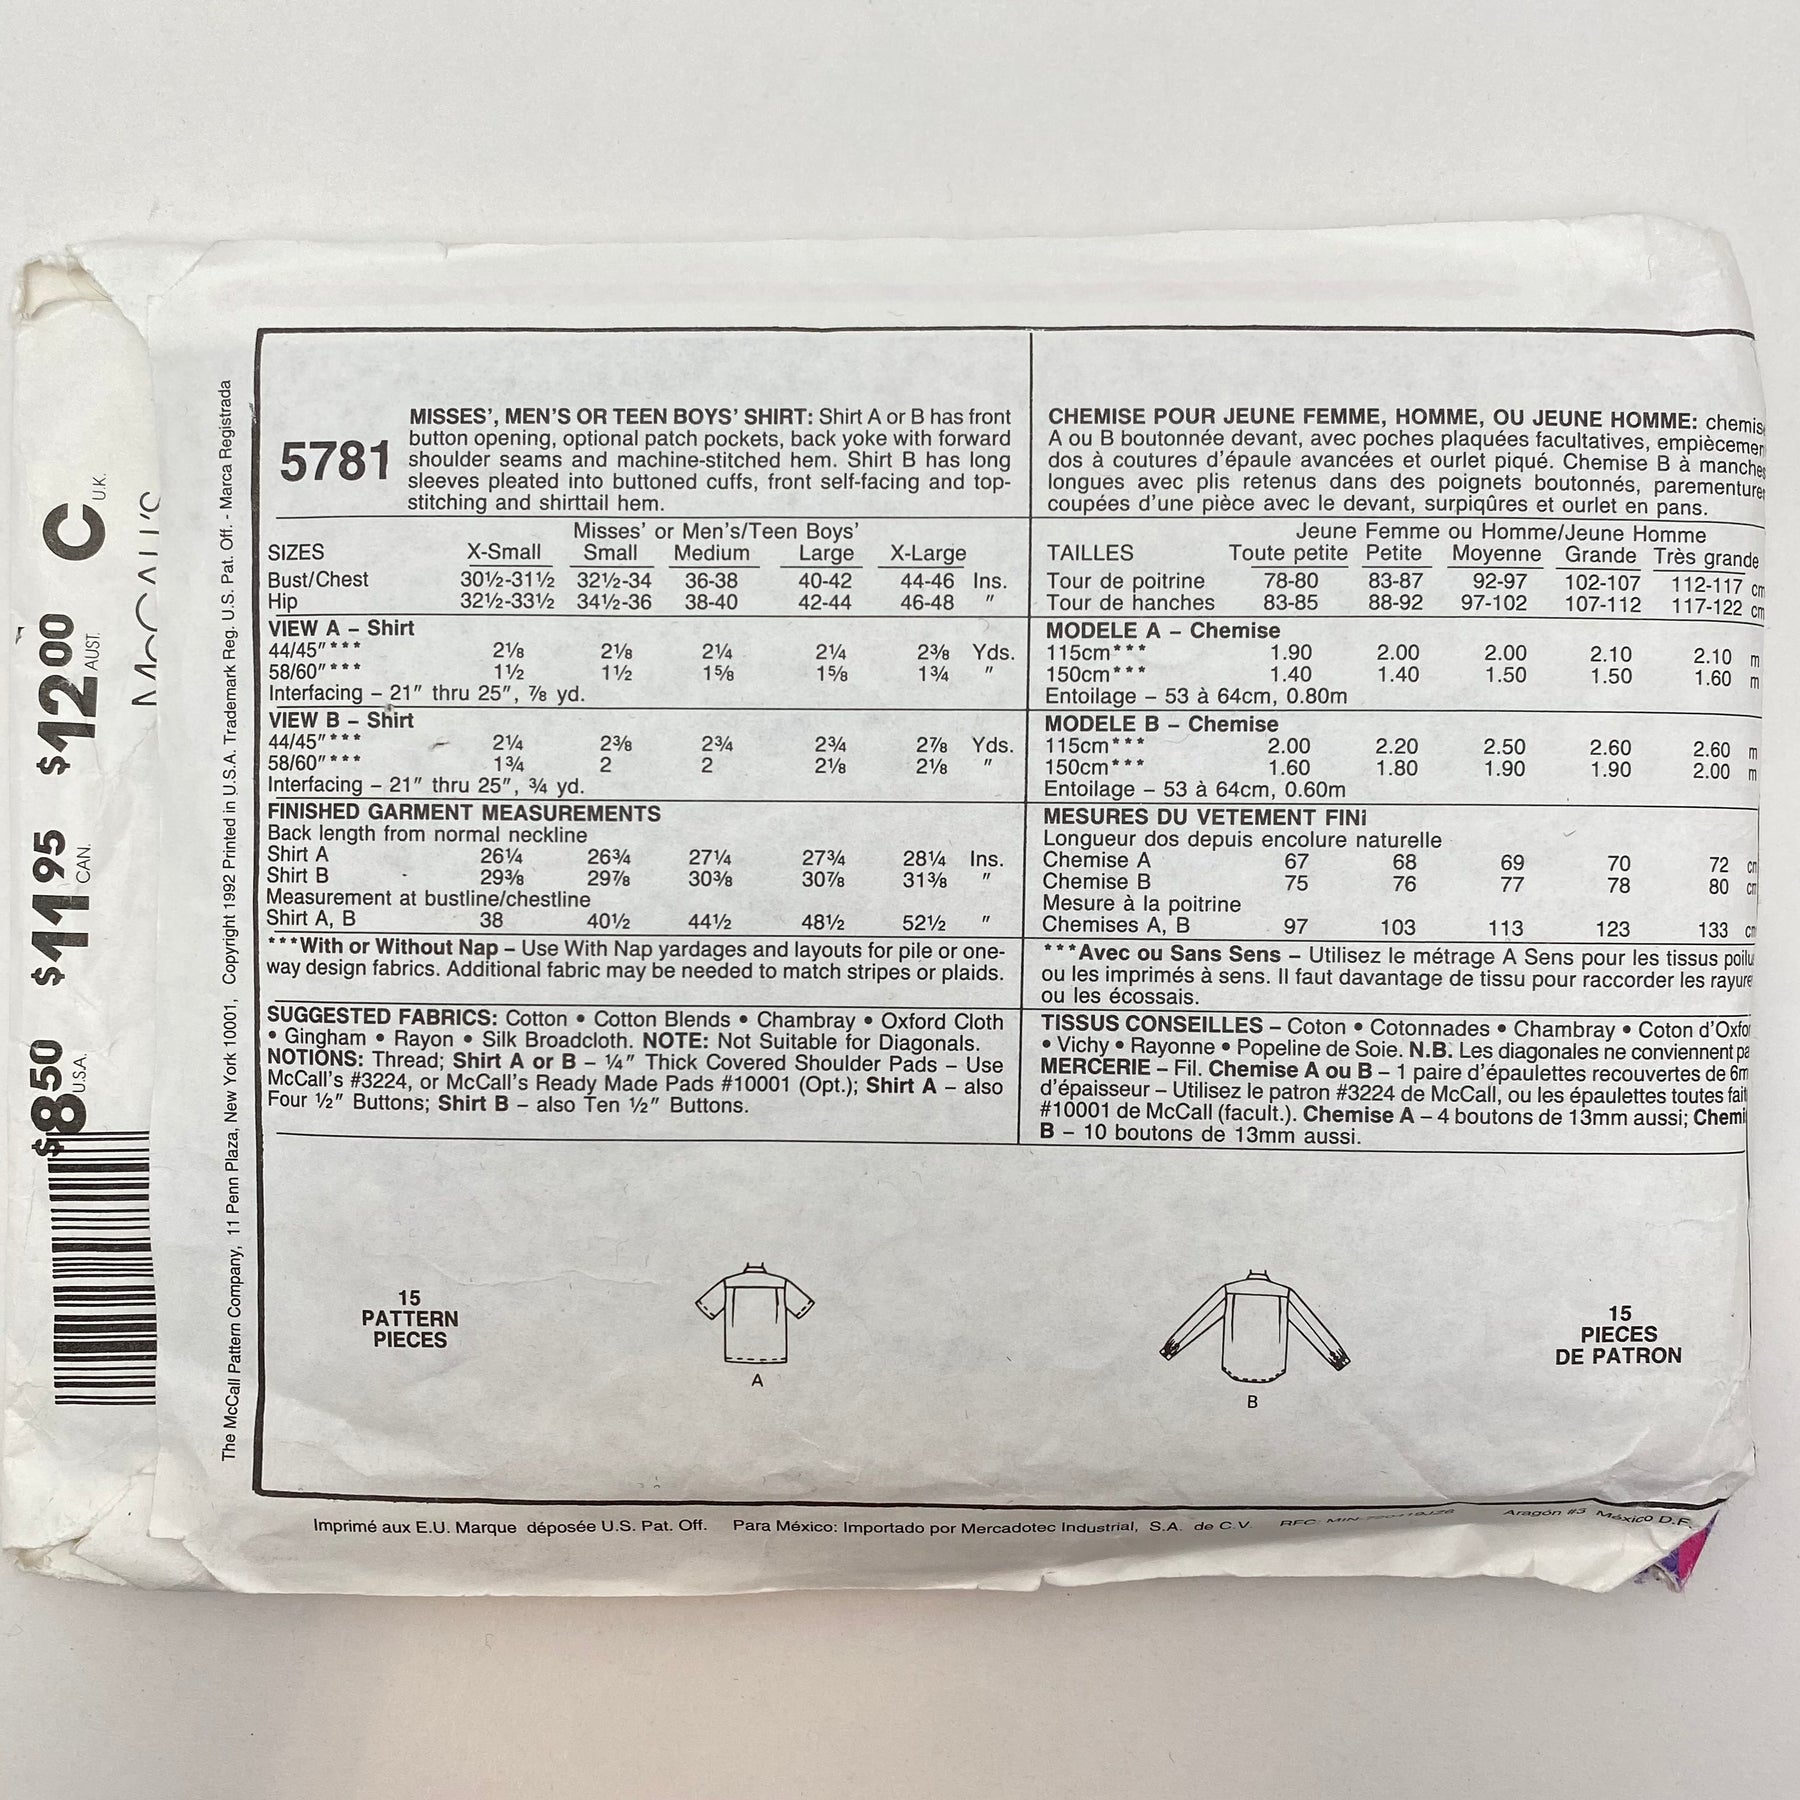 $850 U.S.A. $1195 CAN. $1200 AUST. C U.K.
McCALL'S
The McCall Pattern Company, 11 Penn Plaza, New York 10001, Copyright 1992 Printed in U.S.A. Trademark Reg. U.S. Pat. Off. - Marca Registrada
5781
MISSES', MEN'S OR TEEN BOYS' SHIRT: Shirt A or B has front
button opening, optional patch pockets, back yoke with forward
shoulder seams and machine-stitched hem. Shirt B has long
sleeves pleated into buttoned cuffs, front self-facing and top-
stitching and shirttail hem.
Misses' or Men's/Teen Boys'
SIZES X-Small Small Medium Large X-Large
Bust/Chest 30½-31½ 32½-34 36-38 40-42 44-46 Ins.
Hip 32½-33½ 34½-36 38-40 42-44 46-48 "
VIEW A – Shirt
44/45"*** 2⅛ 2⅛ 2¼ 2¼ 2⅜ Yds.
58/60"*** 1½ 1½ 1⅝ 1⅝ 1¾ "
Interfacing – 21" thru 25", ⅞ yd.
VIEW B – Shirt
44/45"*** 2¼ 2⅜ 2¾ 2¾ 2⅞ Yds.
58/60"*** 1¾ 2 2 2⅛ 2⅛ "
Interfacing – 21" thru 25", ¾ yd.
FINISHED GARMENT MEASUREMENTS
Back length from normal neckline
Shirt A 26¼ 26¾ 27¼ 27¾ 28¼ Ins.
Shirt B 29⅜ 29⅞ 30⅜ 30⅞ 31⅜ "
Measurement at bustline/chestline
Shirt A, B 38 40½ 44½ 48½ 52½ "
***With or Without Nap – Use With Nap yardages and layouts for pile or one-
way design fabrics. Additional fabric may be needed to match stripes or plaids.
SUGGESTED FABRICS: Cotton • Cotton Blends • Chambray • Oxford Cloth
• Gingham • Rayon • Silk Broadcloth. NOTE: Not Suitable for Diagonals.
NOTIONS: Thread; Shirt A or B – ¼" Thick Covered Shoulder Pads – Use
McCall's #3224, or McCall's Ready Made Pads #10001 (Opt.); Shirt A – also
Four ½" Buttons; Shirt B – also Ten ½" Buttons.
CHEMISE POUR JEUNE FEMME, HOMME, OU JEUNE HOMME: chemis
A ou B boutonnée devant, avec poches plaquées facultatives, empiècemen
dos à coutures d'épaule avancées et ourlet piqué. Chemise B à manches
longues avec plis retenus dans des poignets boutonnés, parementures
coupées d'une pièce avec le devant, surpiqûres et ourlet en pans.
Jeune Femme ou Homme/Jeune Homme
TAILLES Toute petite Petite Moyenne Grande Très grande
Tour de poitrine 78-80 83-87 92-97 102-107 112-117 cm
Tour de hanches 83-85 88-92 97-102 107-112 117-122 cm
MODELE A – Chemise
115cm*** 1.90 2.00 2.00 2.10 2.10 m
150cm*** 1.40 1.40 1.50 1.50 1.60 m
Entoilage – 53 à 64cm, 0.80m
MODELE B – Chemise
115cm*** 2.00 2.20 2.50 2.60 2.60 m
150cm*** 1.60 1.80 1.90 1.90 2.00 m
Entoilage – 53 à 64cm, 0.60m
MESURES DU VETEMENT FINi
Longueur dos depuis encolure naturelle
Chemise A 67 68 69 70 72 cm
Chemise B 75 76 77 78 80 cm
Mesure à la poitrine
Chemises A, B 97 103 113 123 133 cm
***Avec ou Sans Sens – Utilisez le métrage A Sens pour les tissus poilu
ou les imprimés à sens. Il faut davantage de tissu pour raccorder les rayure
ou les écossais.
TISSUS CONSEILLES – Coton • Cotonnades • Chambray • Coton d'Oxfo
• Vichy • Rayonne • Popeline de Soie. N.B. Les diagonales ne conviennent pa
MERCERIE – Fil. Chemise A ou B – 1 paire d'épaulettes recouvertes de 6m
d'épaisseur – Utilisez le patron #3224 de McCall, ou les épaulettes toutes fait
#10001 de McCall (facult.). Chemise A – 4 boutons de 13mm aussi; Chemi
B – 10 boutons de 13mm aussi.
15
PATTERN
PIECES
A
B
15
PIECES
DE PATRON
Imprimé aux E.U. Marque déposée U.S. Pat. Off. Para México: Importado por Mercadotec Industrial, S.A. de C.V. RFC: Aragón #3 México D.F.